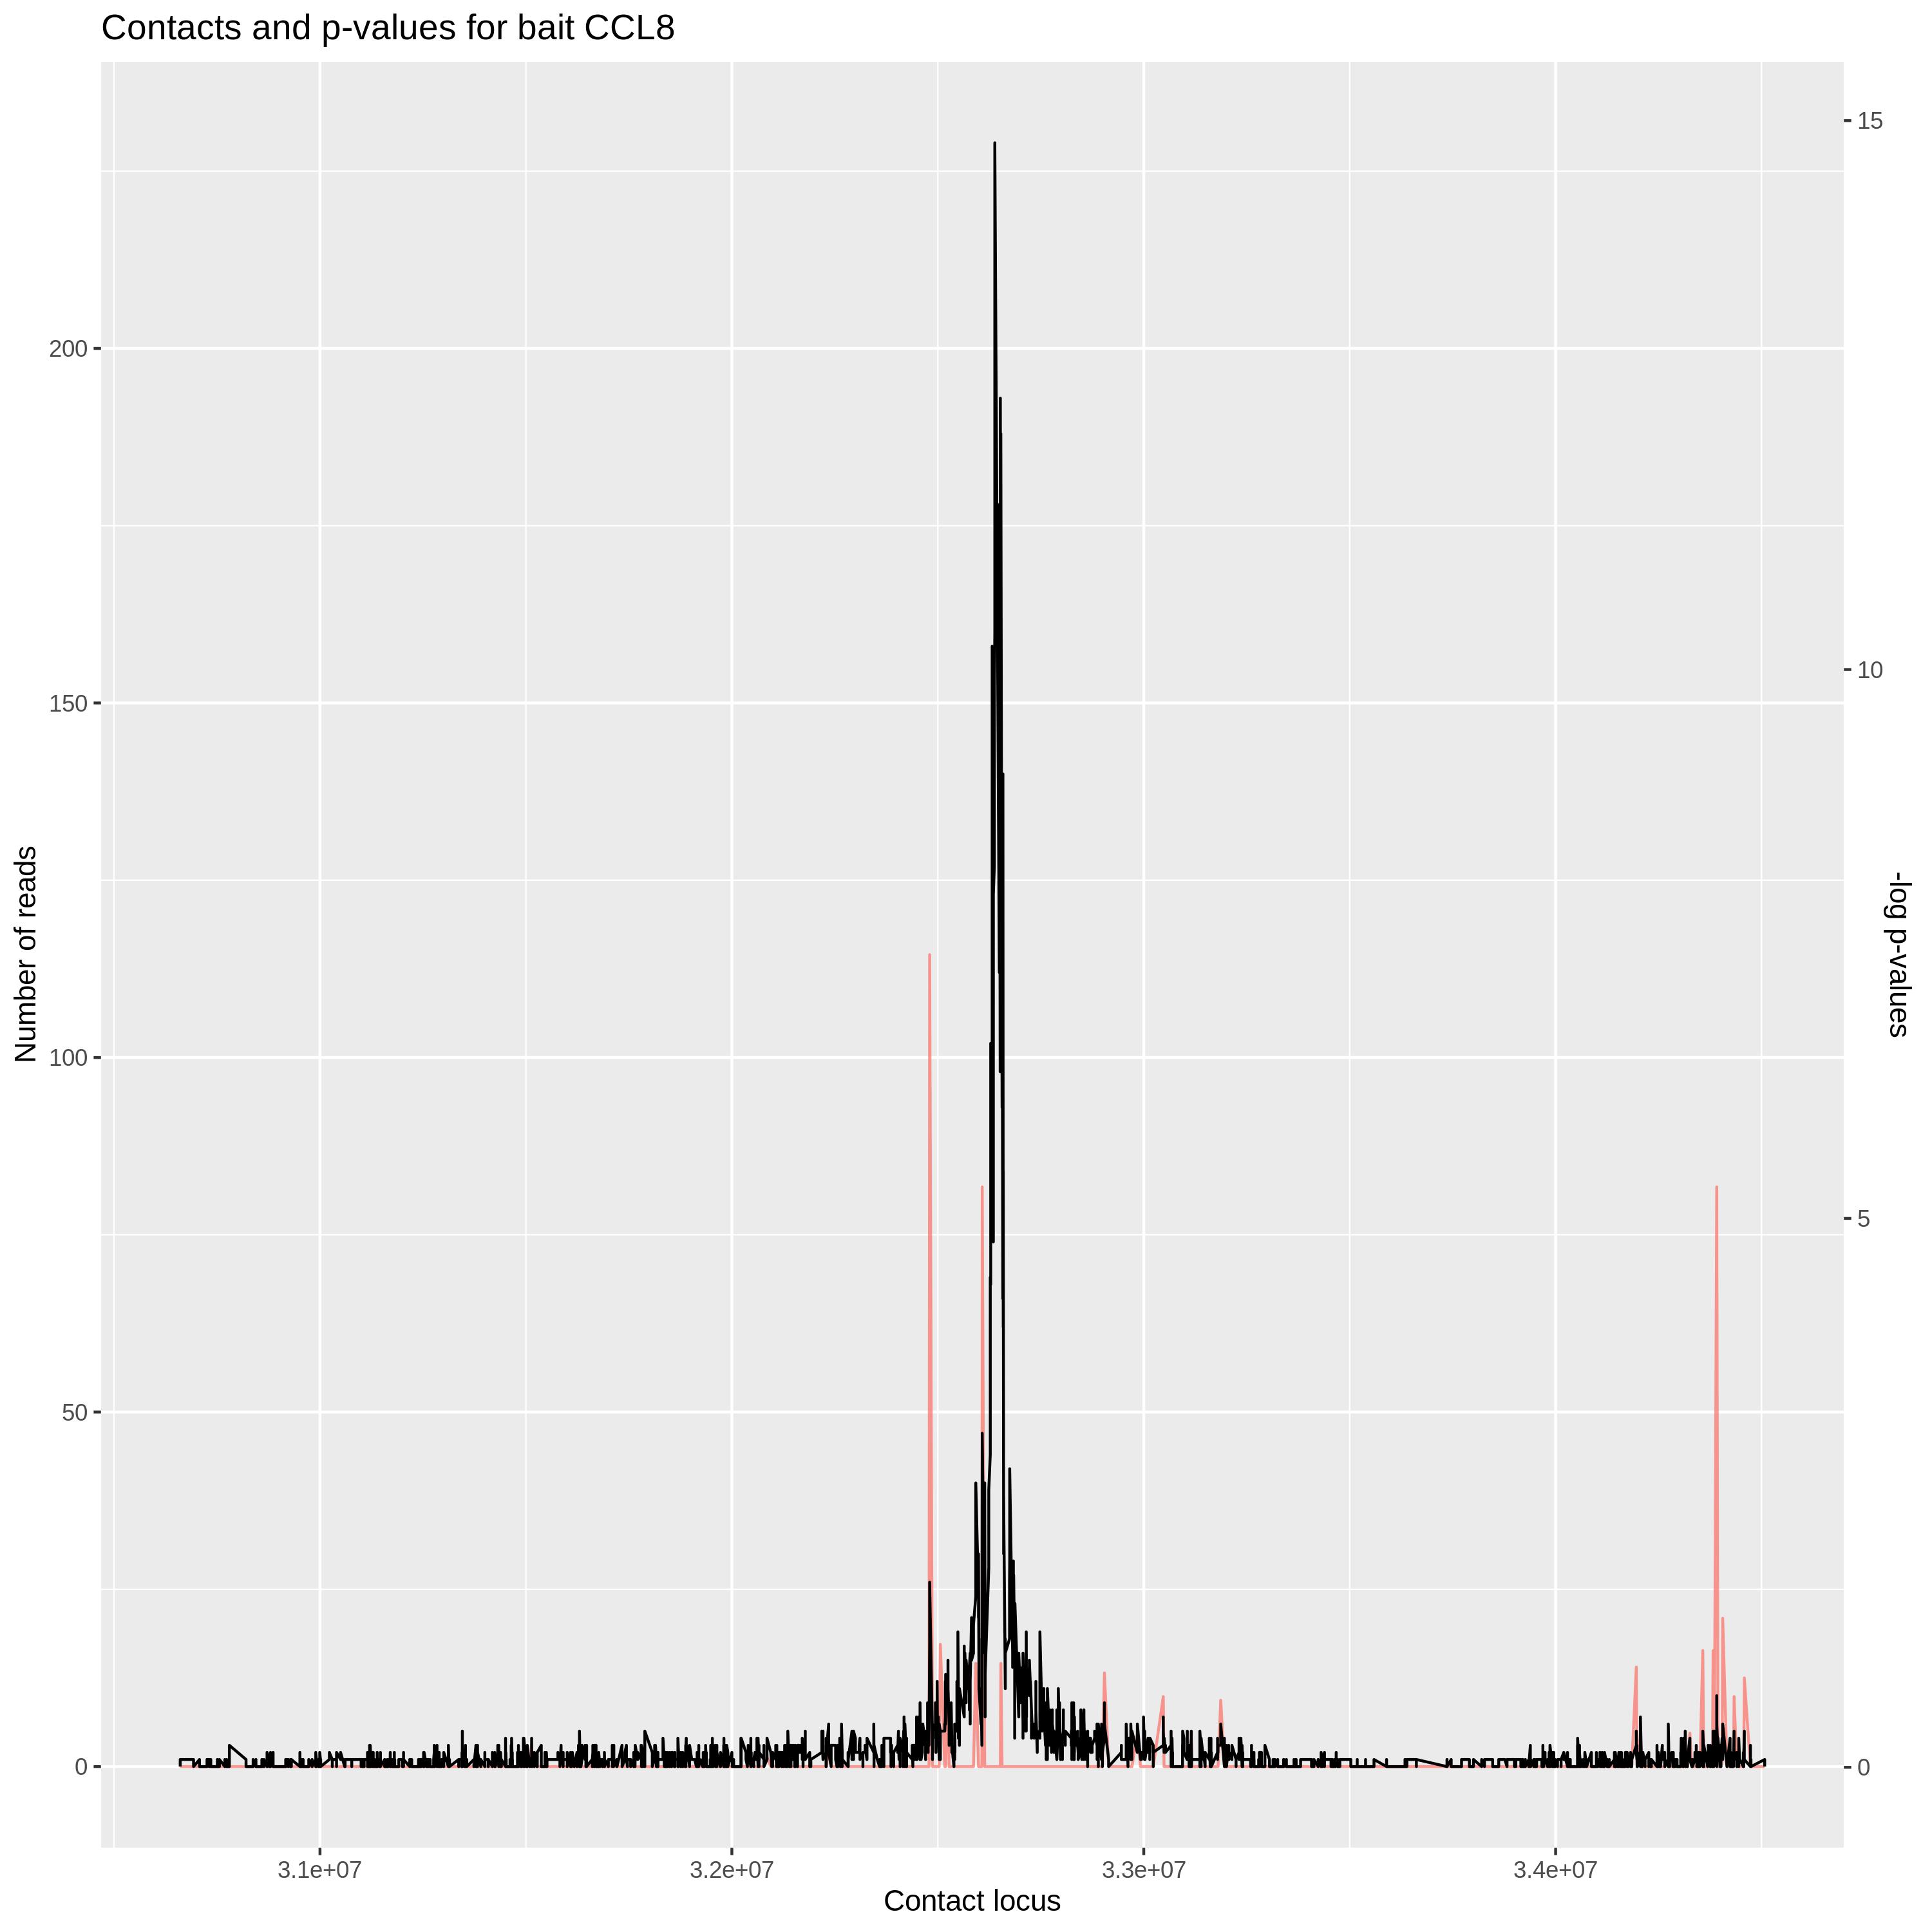 Contacts and p-values for bait CCL8
Number of reads
200
150
100
50
0
15
10
5
0
-log p-values
3.1e+07 3.2e+07 3.3e+07 3.4e+07
Contact locus